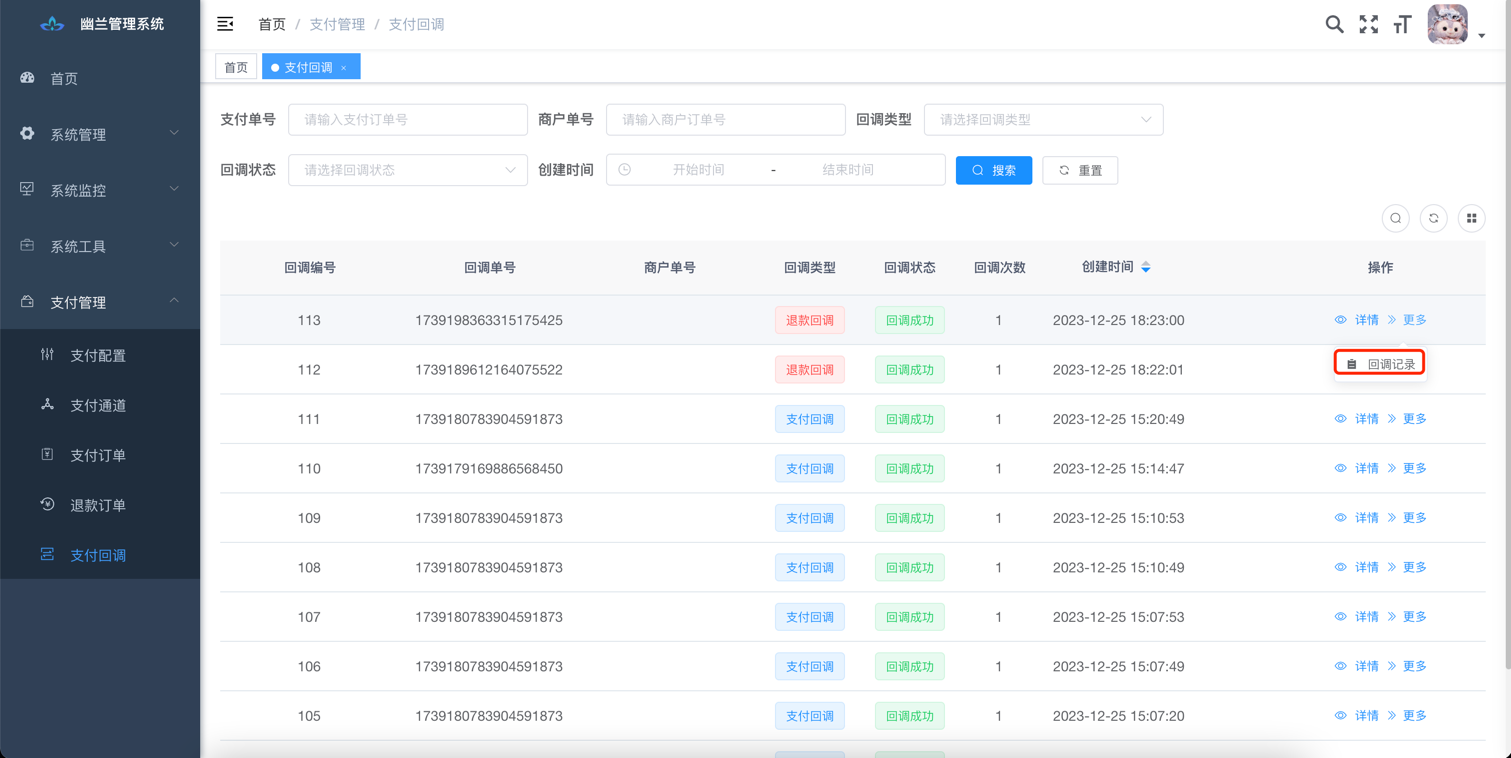 幽兰管理系统
首页 / 支付管理 / 支付回调
首页
系统管理
系统监控
系统工具
支付管理
支付配置
支付通道
支付订单
退款订单
支付回调
首页 支付回调 ×
支付单号 请输入支付订单号 商户单号 请输入商户订单号 回调类型 请选择回调类型
回调状态 请选择回调状态 创建时间 开始时间 - 结束时间 搜索 重置
回调编号 回调单号 商户单号 回调类型 回调状态 回调次数 创建时间 操作
113 1739198363315175425 退款回调 回调成功 1 2023-12-25 18:23:00 详情 更多
112 1739189612164075522 退款回调 回调成功 1 2023-12-25 18:22:01 回调记录
111 1739180783904591873 支付回调 回调成功 1 2023-12-25 15:20:49 详情 更多
110 1739179169886568450 支付回调 回调成功 1 2023-12-25 15:14:47 详情 更多
109 1739180783904591873 支付回调 回调成功 1 2023-12-25 15:10:53 详情 更多
108 1739180783904591873 支付回调 回调成功 1 2023-12-25 15:10:49 详情 更多
107 1739180783904591873 支付回调 回调成功 1 2023-12-25 15:07:53 详情 更多
106 1739180783904591873 支付回调 回调成功 1 2023-12-25 15:07:49 详情 更多
105 1739180783904591873 支付回调 回调成功 1 2023-12-25 15:07:20 详情 更多